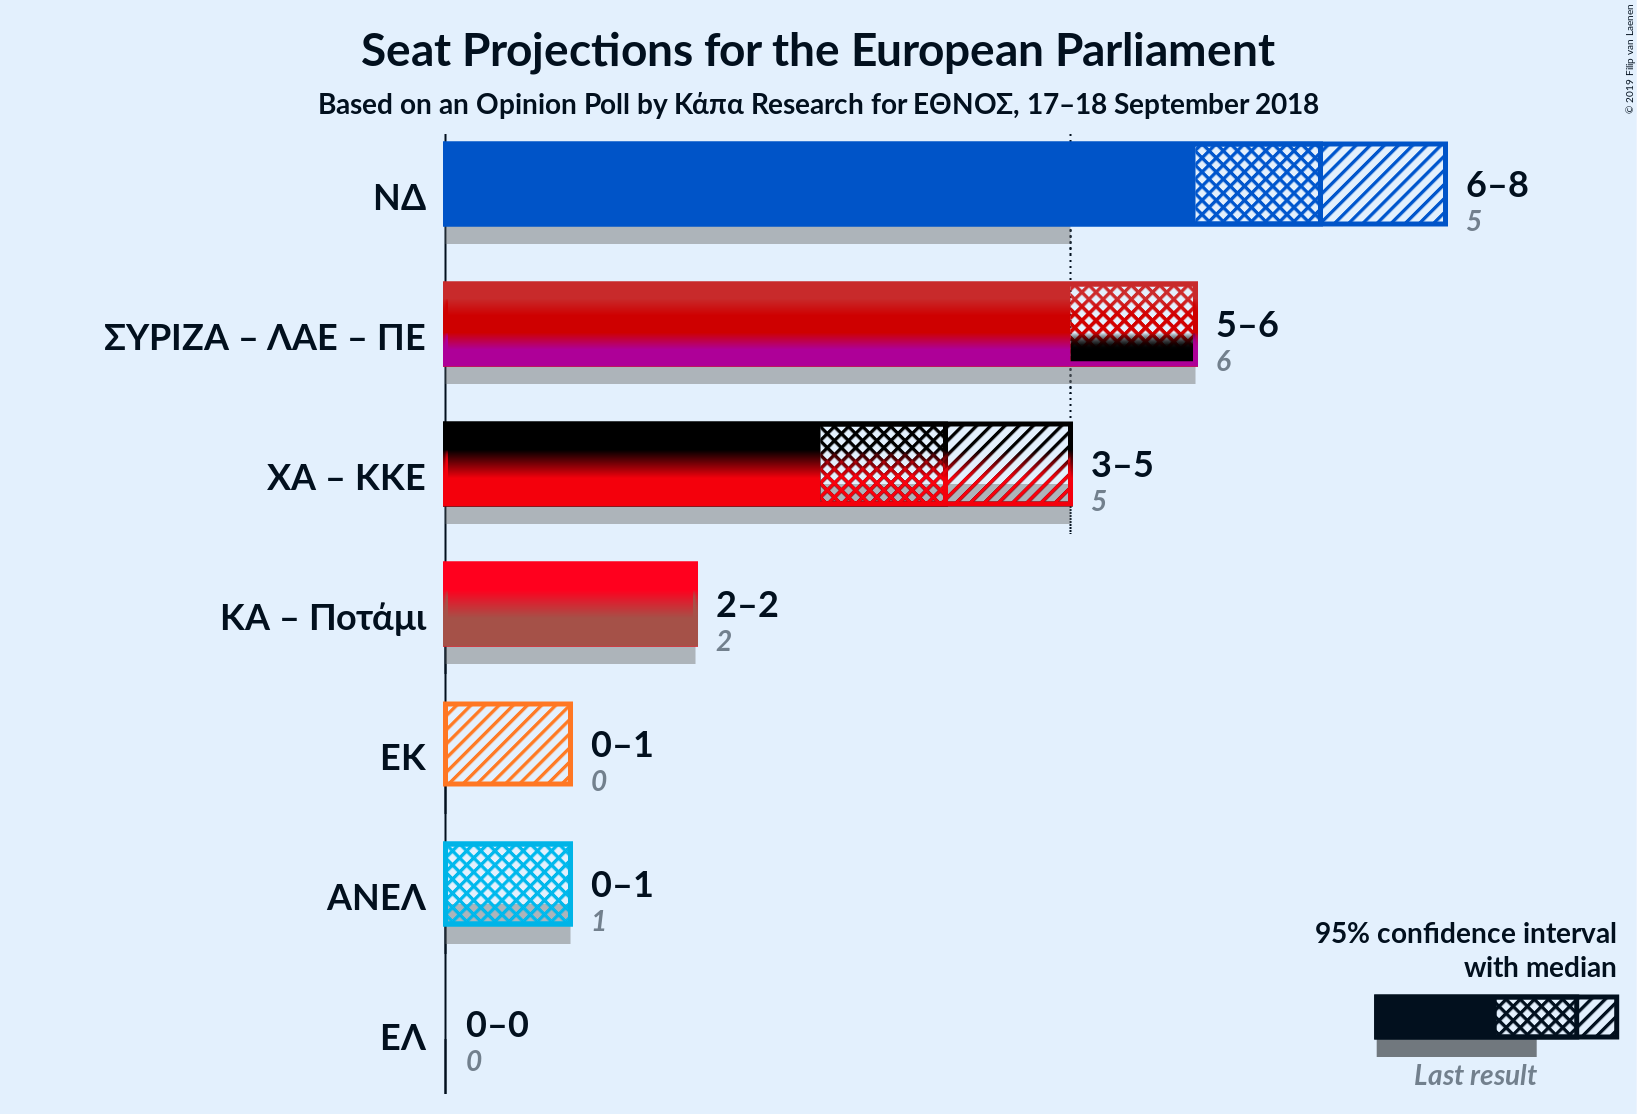 Seat Projections for the European Parliament
Based on an Opinion Poll by Κάπα Research for ΕΘΝΟΣ, 17–18 September 2018
© 2019 Filip van Laenen
ΝΔ
6–8
5
ΣΥΡΙΖΑ – ΛΑΕ – ΠΕ
5–6
6
ΧΑ – ΚΚΕ
3–5
5
ΚΑ – Ποτάμι
2–2
2
ΕΚ
0–1
0
ΑΝΕΛ
0–1
1
ΕΛ
0–0
0
95% confidence interval
with median
Last result